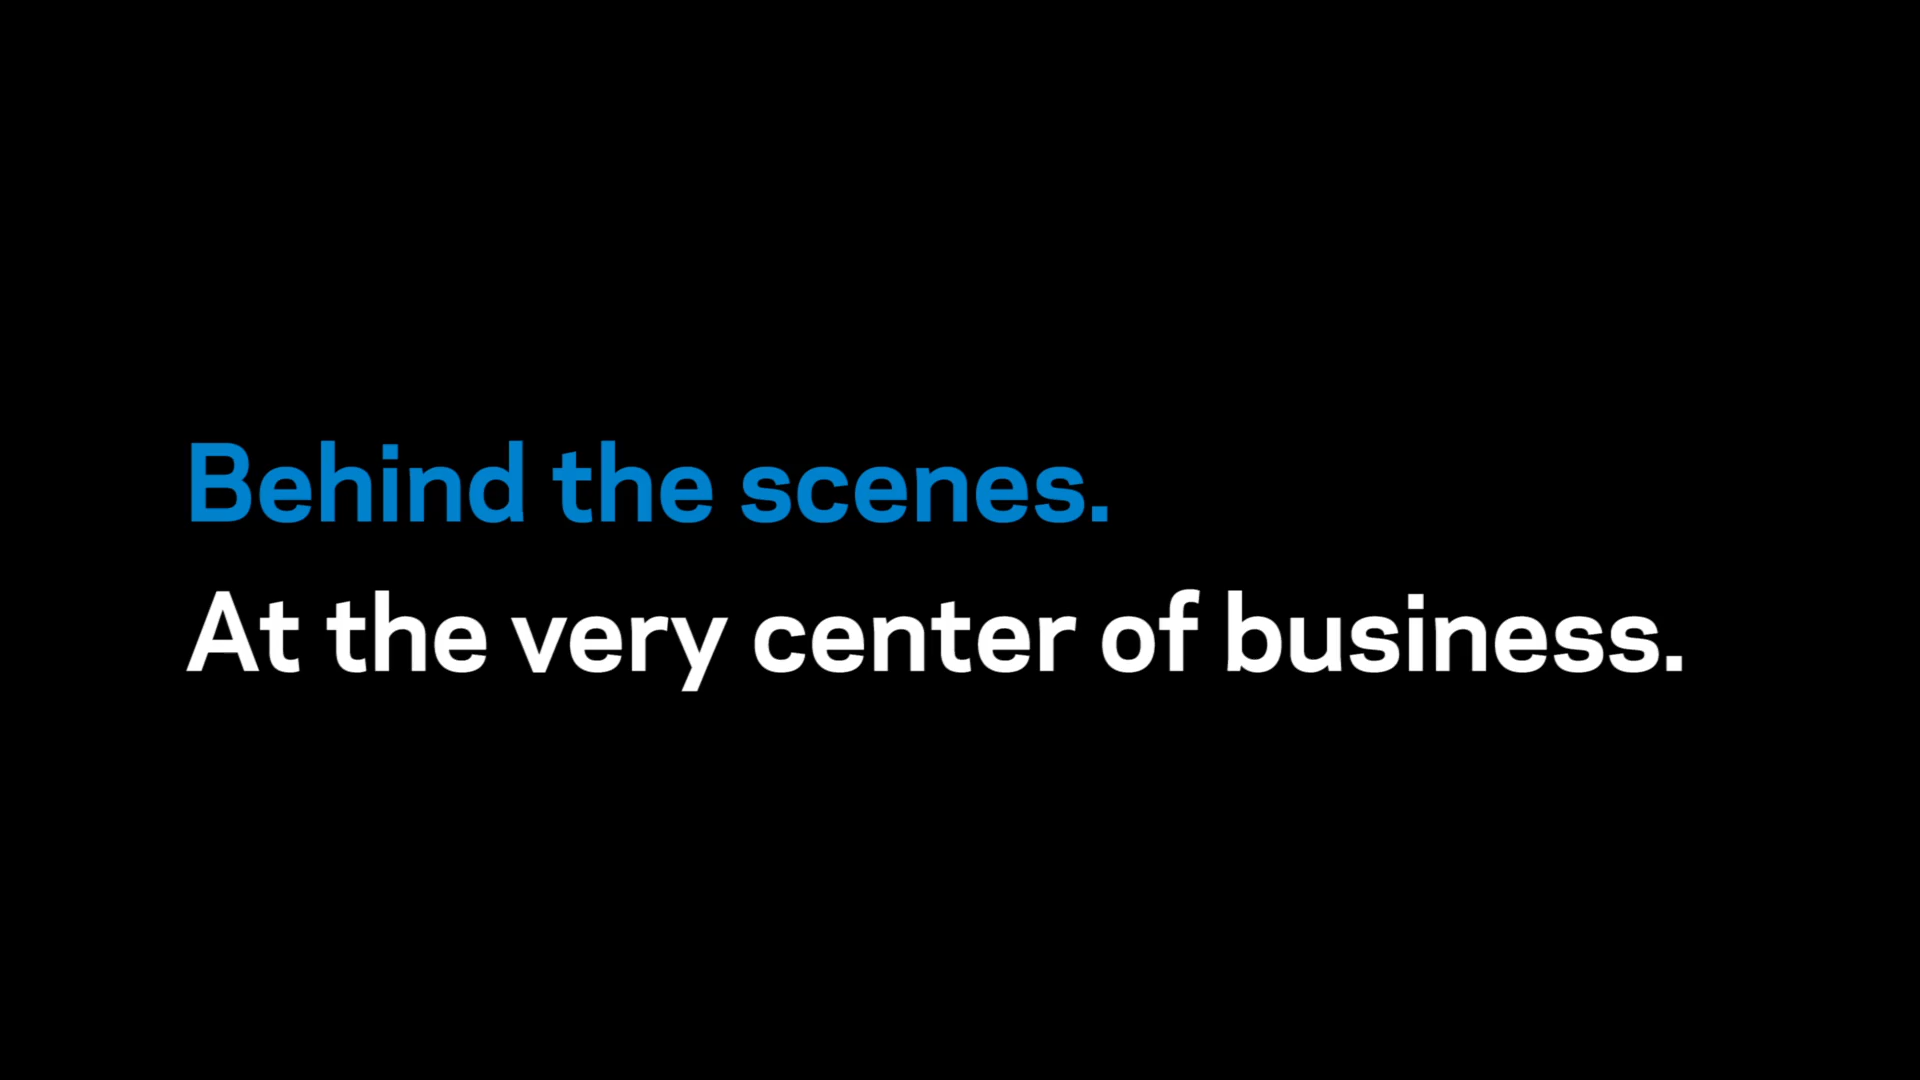 Behind the scenes.
At the very center of business.